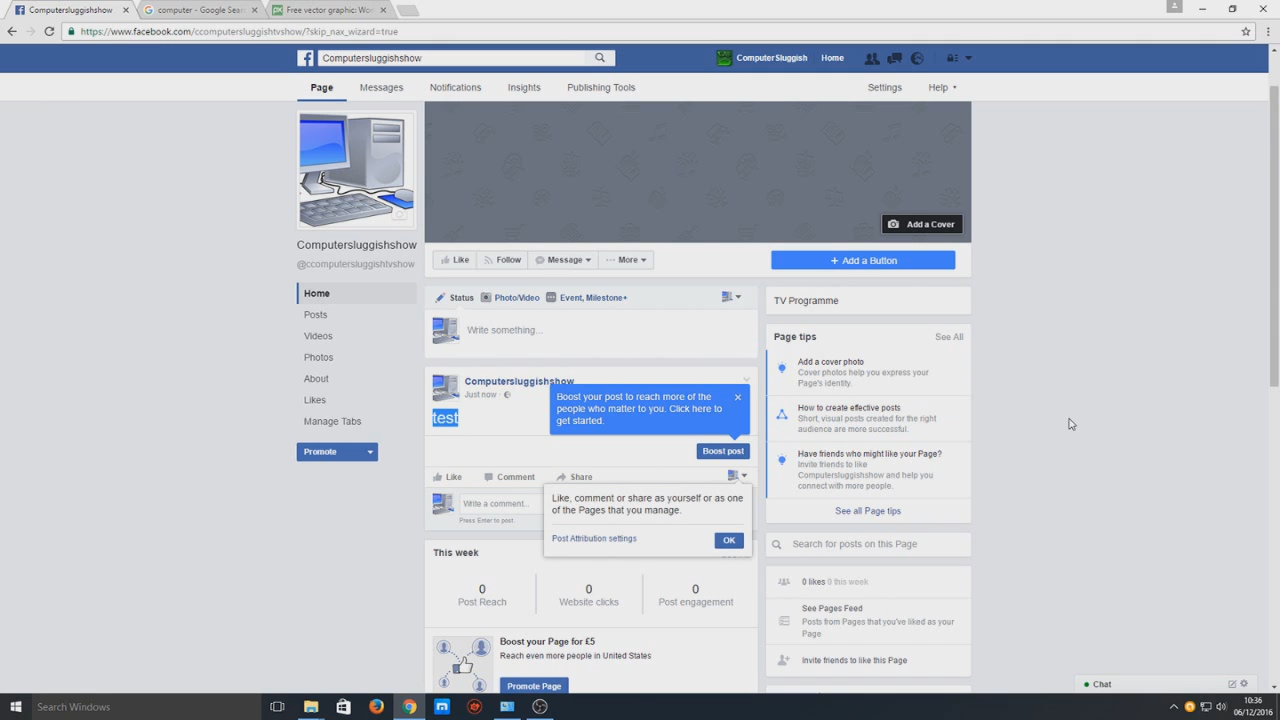 Computersluggishshow
computer - Google Sear
Free vector graphic: Wo
https://www.facebook.com/ccomputersluggishtvshow/?skip_nax_wizard=true
Computersluggishshow
ComputerSluggish
Home
Page
Messages
Notifications
Insights
Publishing Tools
Settings
Help
Add a Cover
Computersluggishshow
@ccomputersluggishtvshow
Like
Follow
Message
More
+ Add a Button
Home
Posts
Videos
Photos
About
Likes
Manage Tabs
Promote
Status
Photo/Video
Event, Milestone+
Write something...
Computersluggishshow
Just now
test
Boost your post to reach more of the
people who matter to you. Click here to
get started.
Boost post
Like
Comment
Share
Write a comment...
Press Enter to post
Like, comment or share as yourself or as one
of the Pages that you manage.
Post Attribution settings
OK
This week
0
Post Reach
0
Website clicks
0
Post engagement
Boost your Page for £5
Reach even more people in United States
Promote Page
TV Programme
Page tips
See All
Add a cover photo
Cover photos help you express your
Page's identity.
How to create effective posts
Short, visual posts created for the right
audience are more successful.
Have friends who might like your Page?
Invite friends to like
Computersluggishshow and help you
connect with more people.
See all Page tips
Search for posts on this Page
0 likes 0 this week
See Pages Feed
Posts from Pages that you've liked as your
Page
Invite friends to like this Page
Chat
Search Windows
10:36
06/12/2016